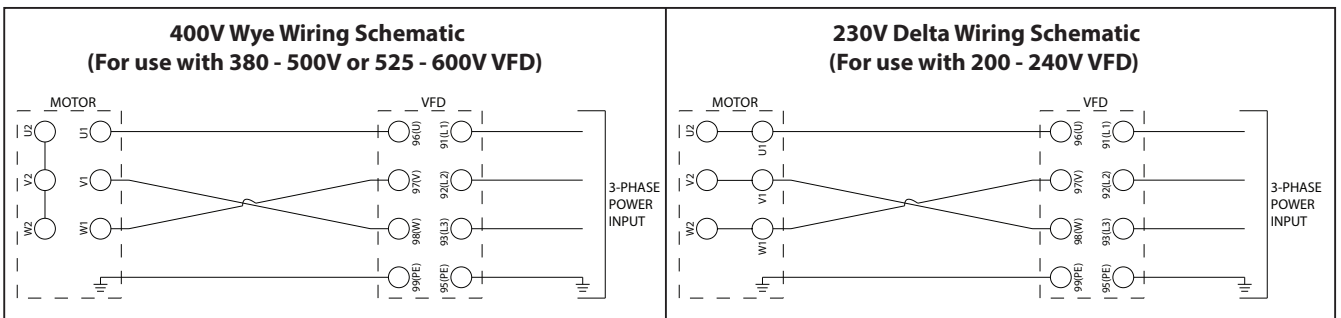 400V Wye Wiring Schematic
(For use with 380 - 500V or 525 - 600V VFD)
MOTOR
VFD
U2
U1
96(U)
91(L1)
V2
V1
97(V)
92(L2)
W2
W1
98(W)
93(L3)
99(PE)
95(PE)
3-PHASE
POWER
INPUT
230V Delta Wiring Schematic
(For use with 200 - 240V VFD)
MOTOR
VFD
U2
U1
96(U)
91(L1)
V2
V1
97(V)
92(L2)
W2
W1
98(W)
93(L3)
99(PE)
95(PE)
3-PHASE
POWER
INPUT